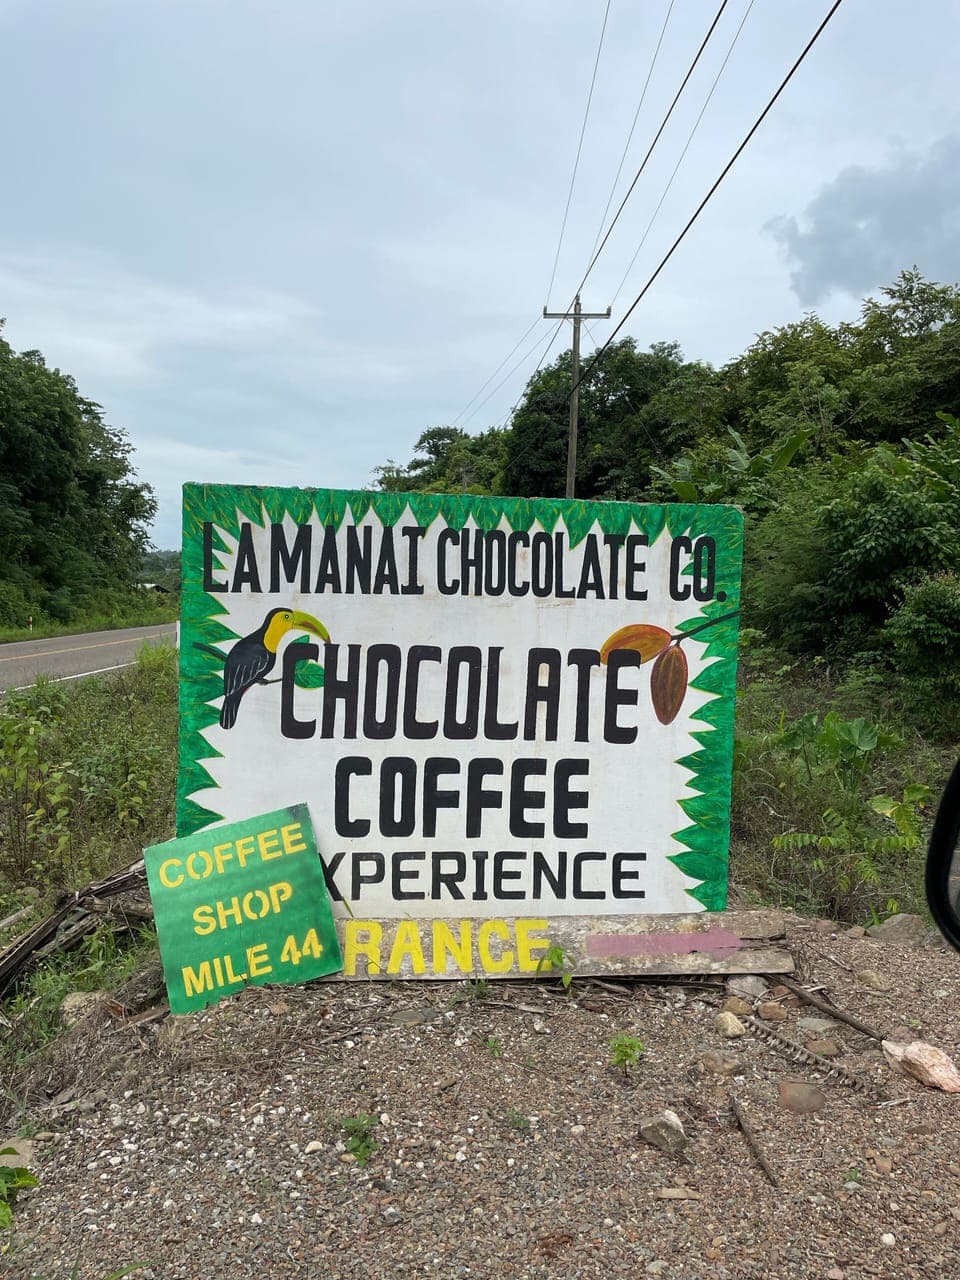 LAMANAI CHOCOLATE CO.
CHOCOLATE
COFFEE
XPERIENCE
RANCE
COFFEE
SHOP
MILE 44